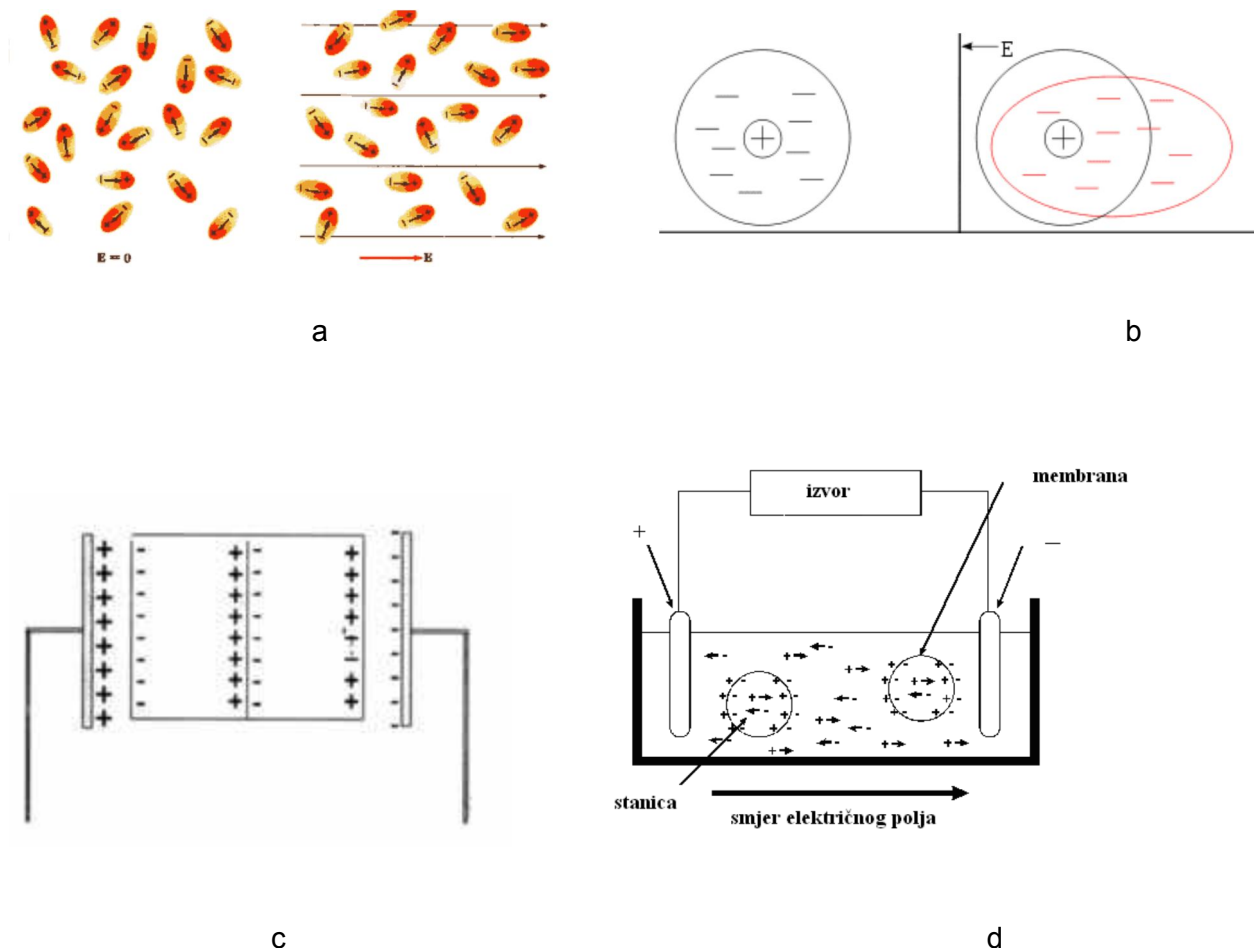 E = 0
E
a
E
b
izvor
membrana
+
−
stanica
smjer električnog polja
c
d